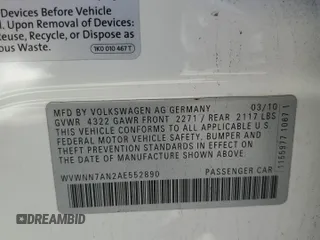 Devices Before Vehicle
l. Upon Removal of Devices:
euse, Recycle, or Dispose as
ous Waste.
1K0 010 467 T
MFD. BY VOLKSWAGEN AG GERMANY 03/10
GVWR 4322 GAWR FRONT 2271 / REAR 2117 LBS
THIS VEHICLE CONFORMS TO ALL APPLICABLE U.S.
FEDERAL MOTOR VEHICLE SAFETY, BUMPER AND
THEFT PREVENTION STANDARDS IN EFFECT ON THE
DATE OF MANUFACTURE SHOWN ABOVE.
WVWNN7AN2AE552890 PASSENGER CAR
DREAMBID